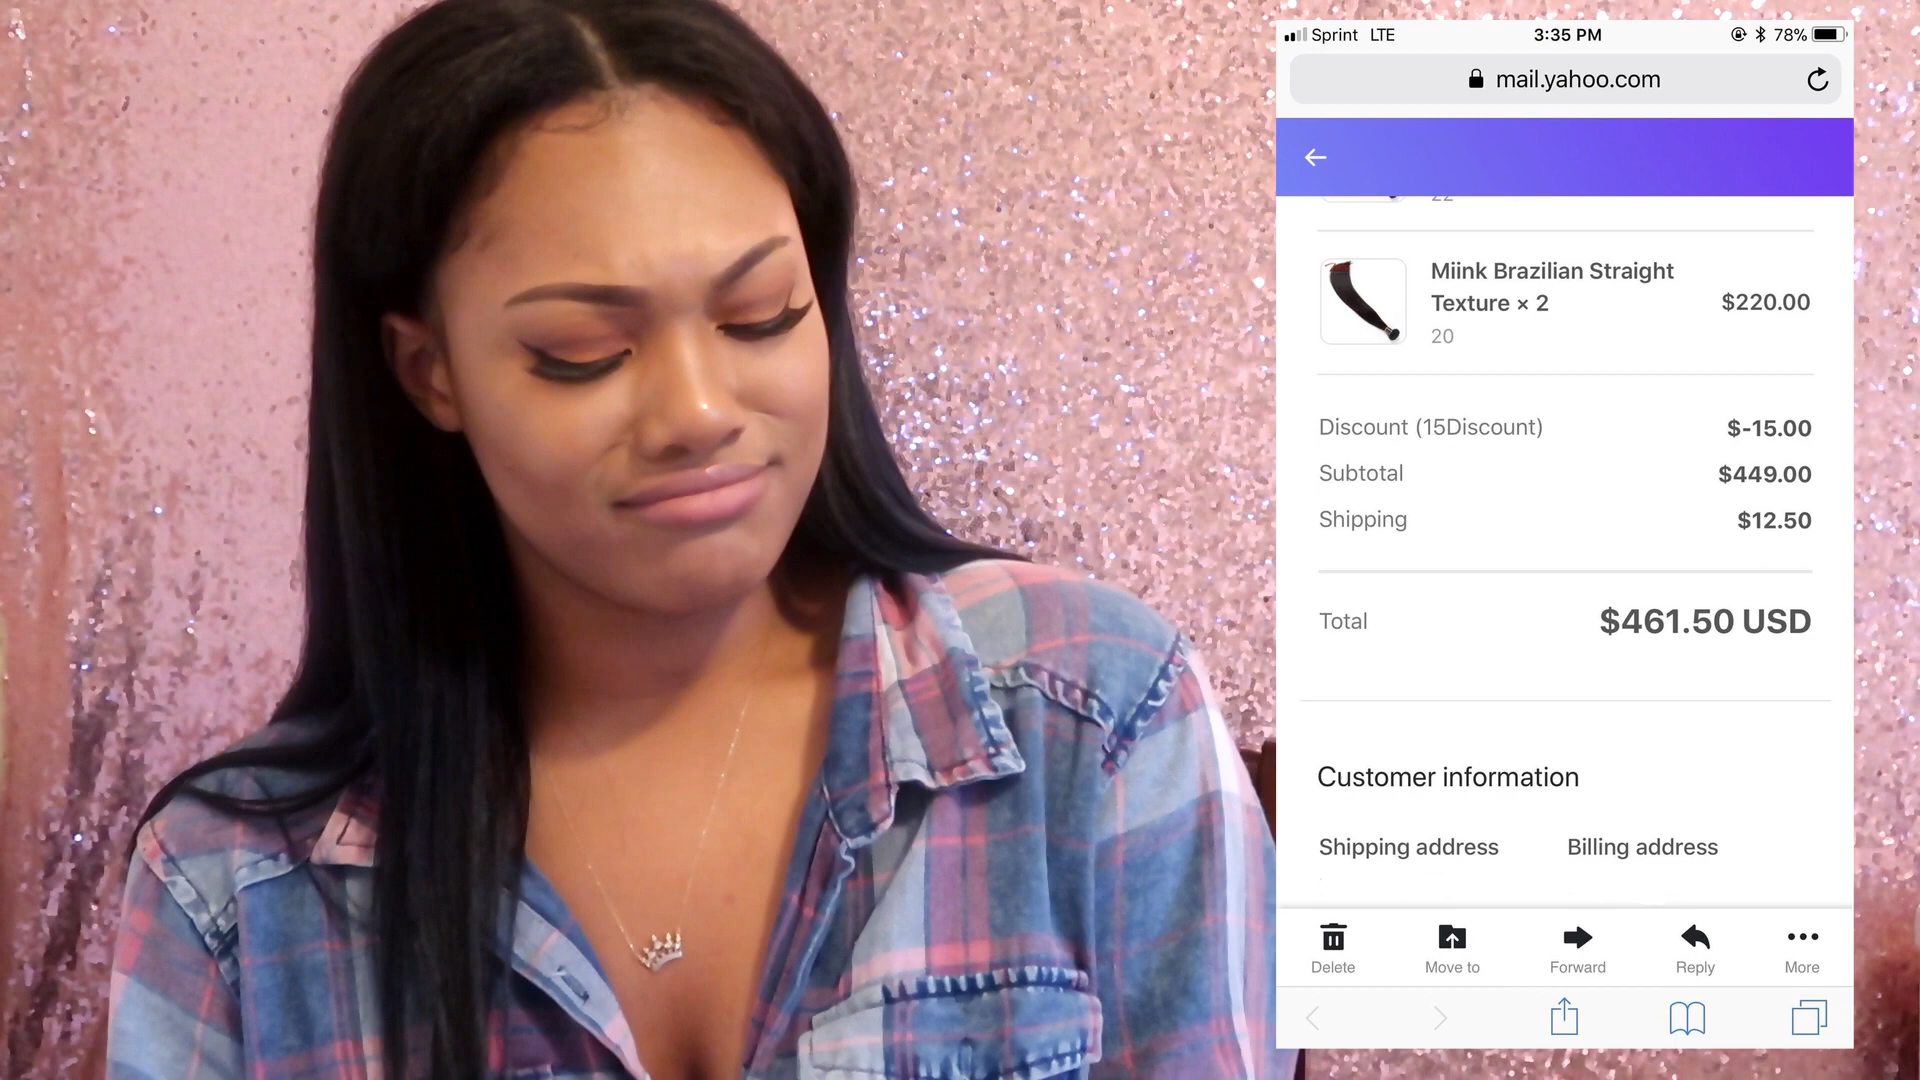 Sprint LTE 3:35 PM 78%
mail.yahoo.com
22
Miink Brazilian Straight
Texture × 2
$220.00
20
Discount (15Discount) $-15.00
Subtotal $449.00
Shipping $12.50
Total $461.50 USD
Customer information
Shipping address Billing address
Delete Move to Forward Reply More